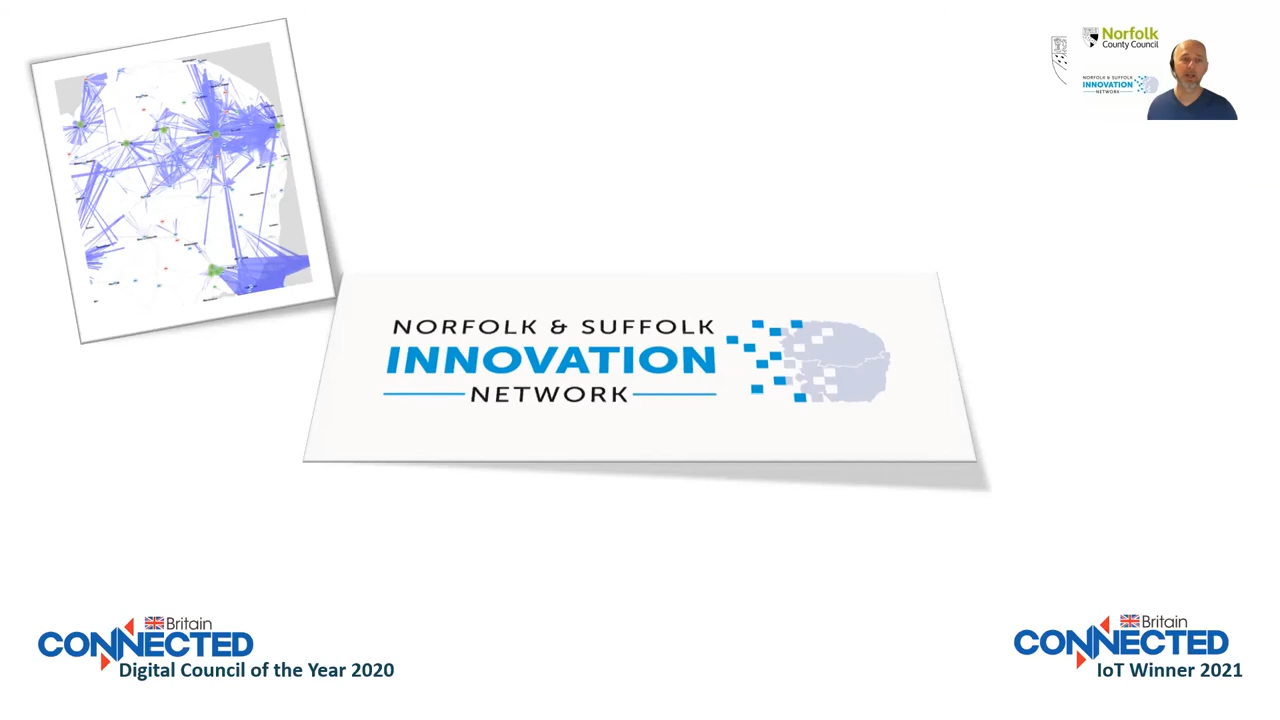 Norfolk
County Council
NORFOLK & SUFFOLK
INNOVATION
NETWORK
NORFOLK & SUFFOLK
INNOVATION
NETWORK
Britain
CONNECTED
Digital Council of the Year 2020
Britain
CONNECTED
IoT Winner 2021